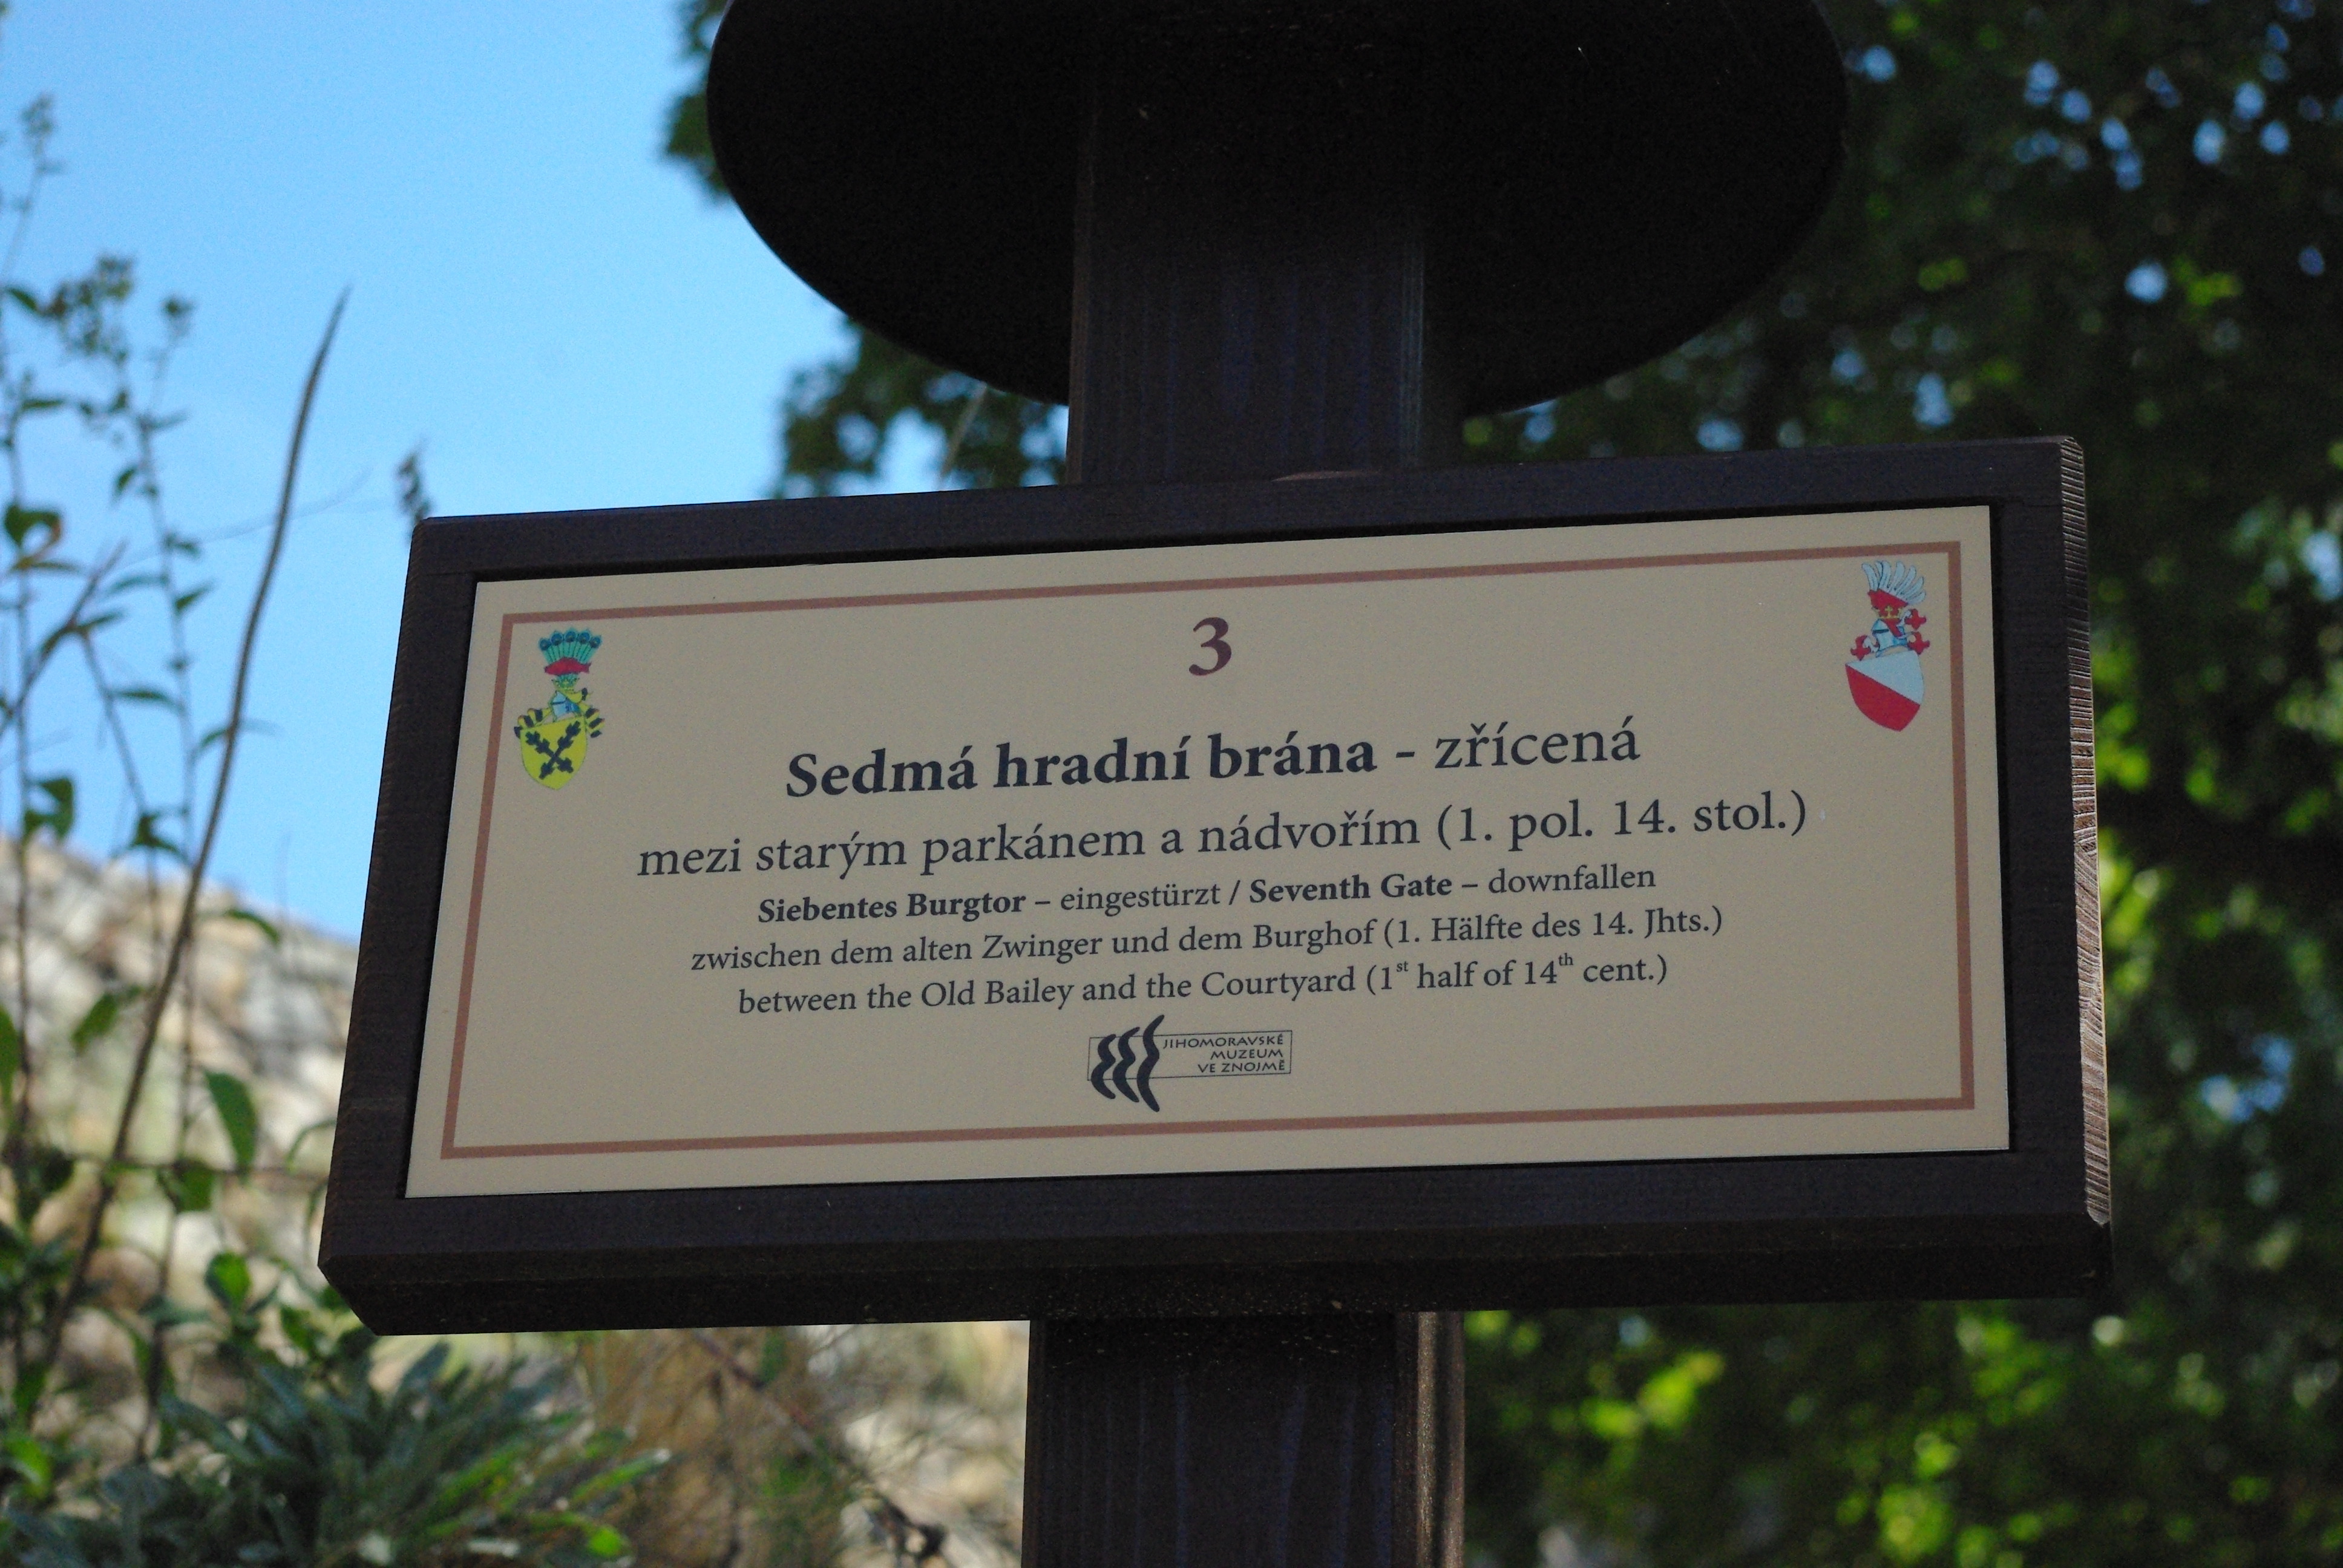 3
Sedmá hradní brána - zřícená
mezi starým parkánem a nádvořím (1. pol. 14. stol.)
Siebentes Burgtor – eingestürzt / Seventh Gate – downfallen
zwischen dem alten Zwinger und dem Burghof (1. Hälfte des 14. Jhts.)
between the Old Bailey and the Courtyard (1st half of 14th cent.)
JIHOMORAVSKÉ
MUZEUM
VE ZNOJMĚ